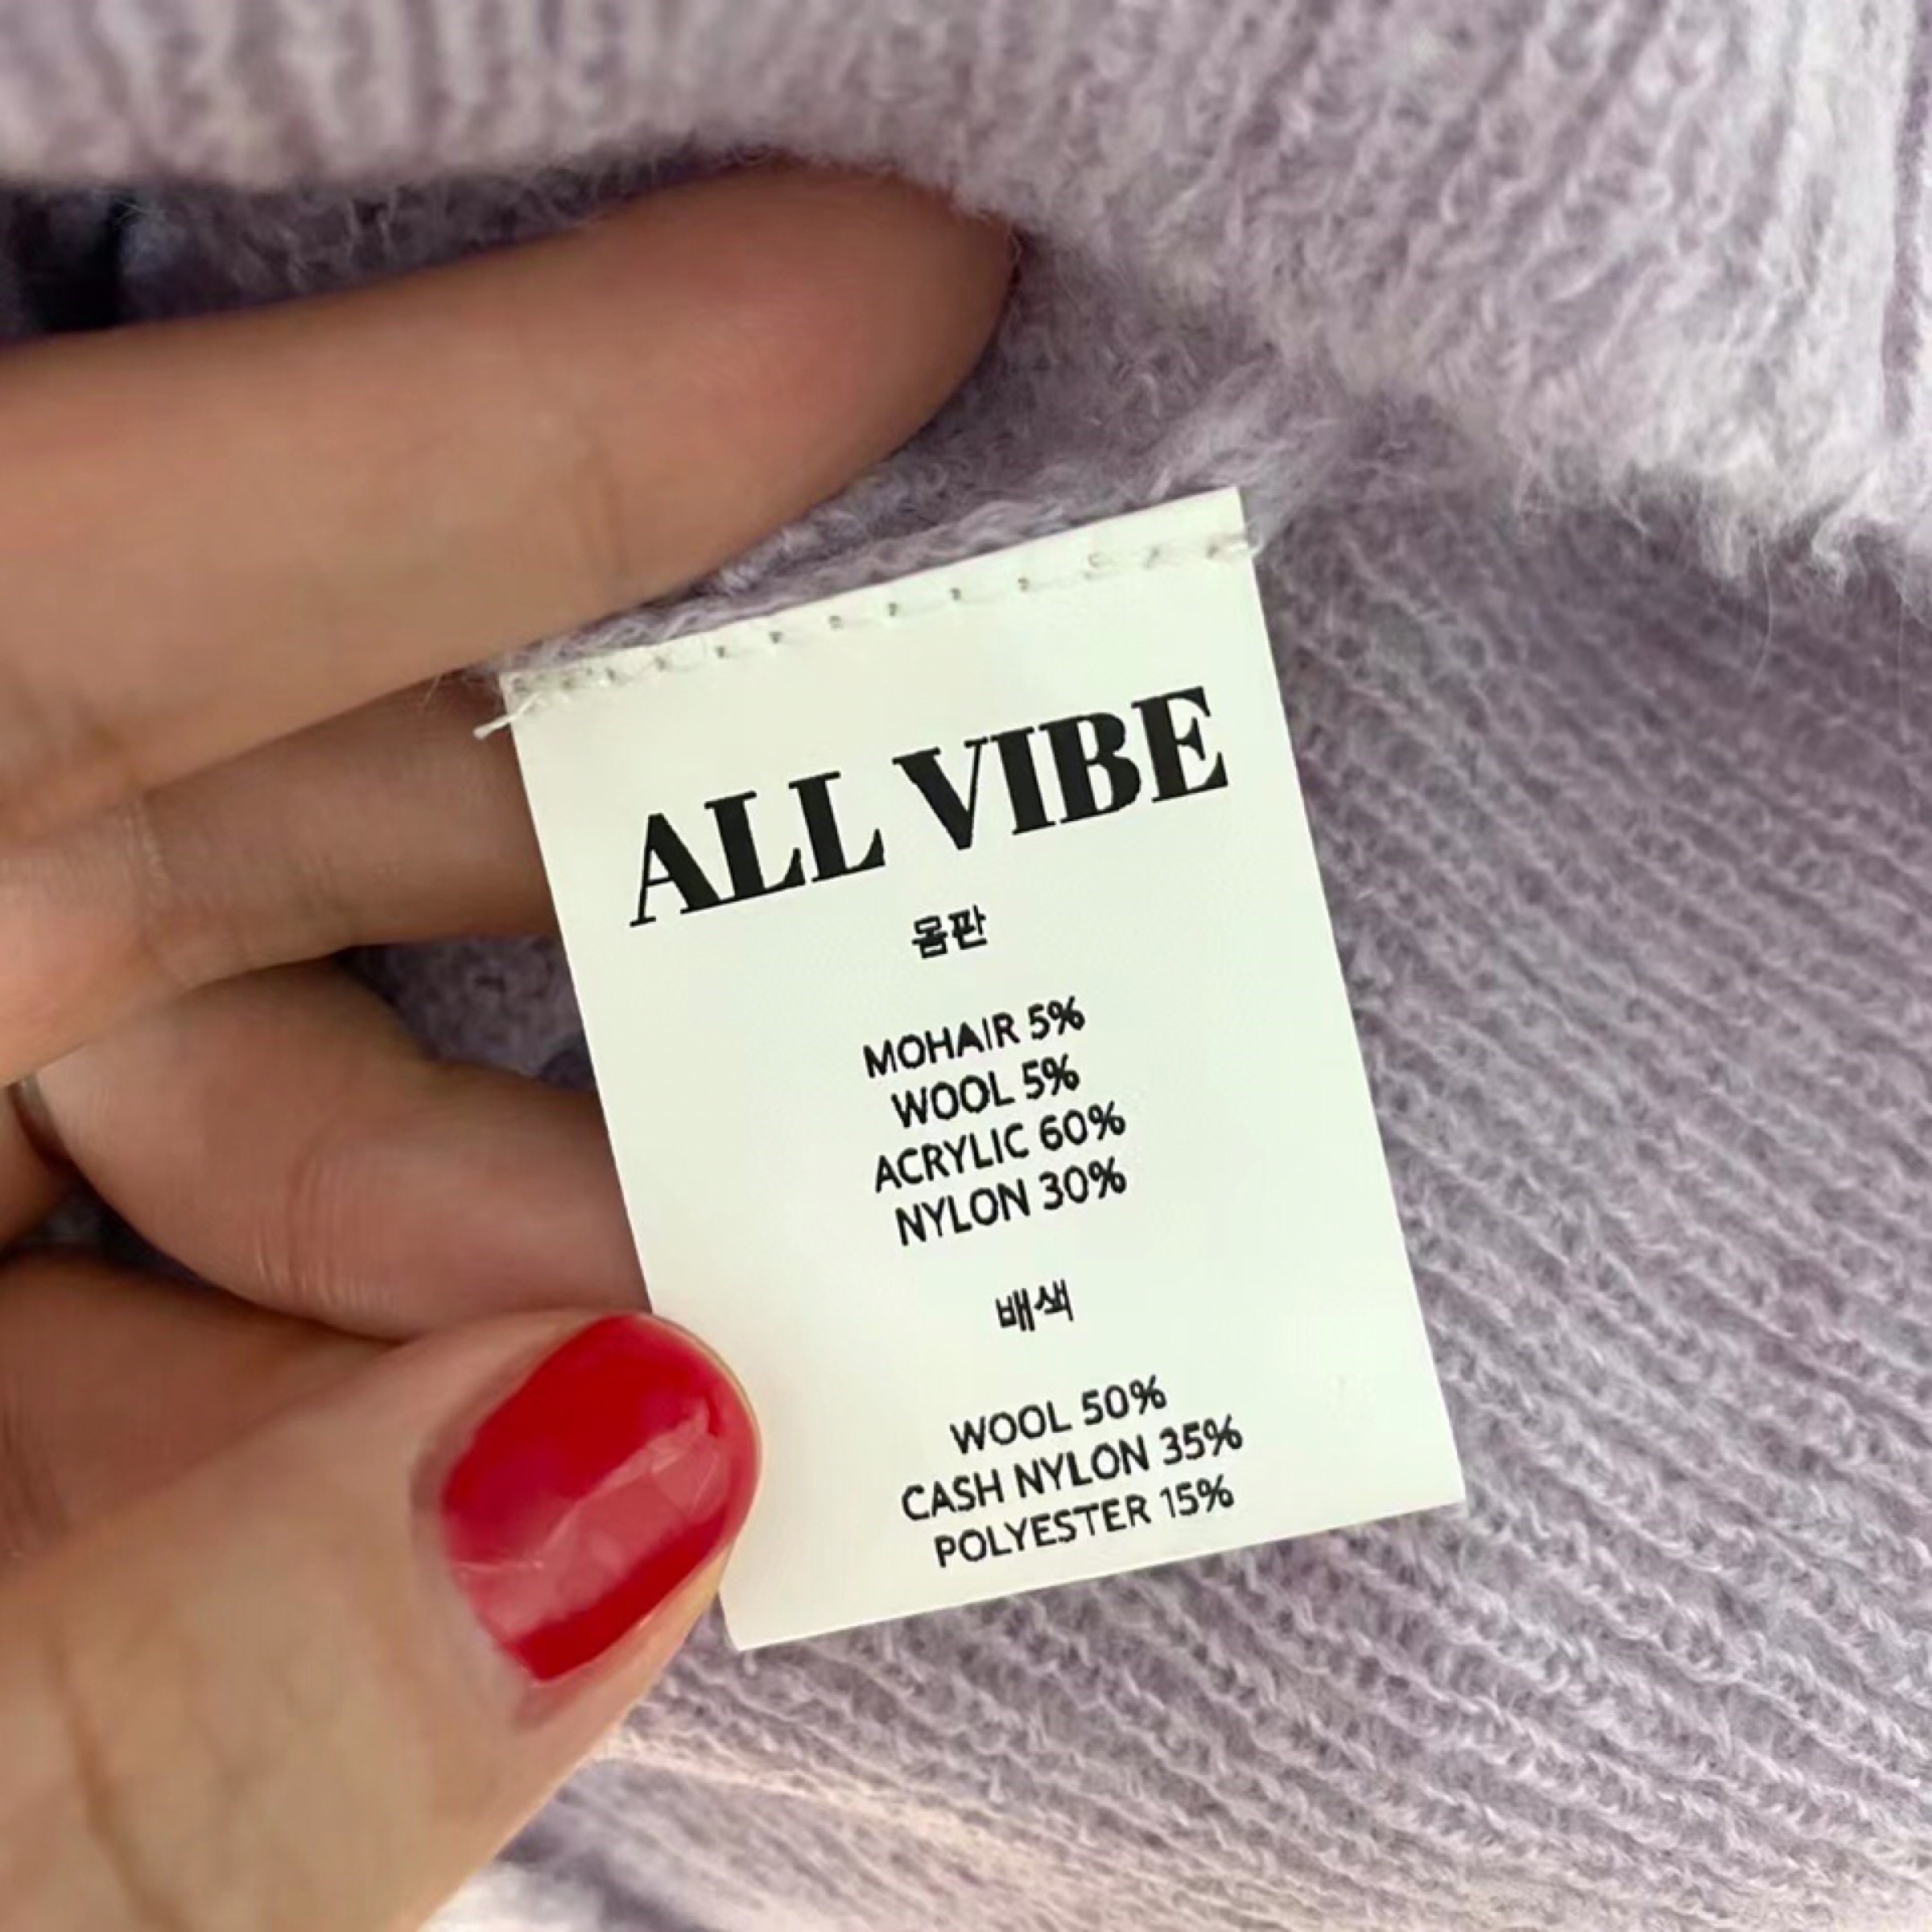 ALL VIBE
몸판
MOHAIR 5%
WOOL 5%
ACRYLIC 60%
NYLON 30%
배색
WOOL 50%
CASH NYLON 35%
POLYESTER 15%